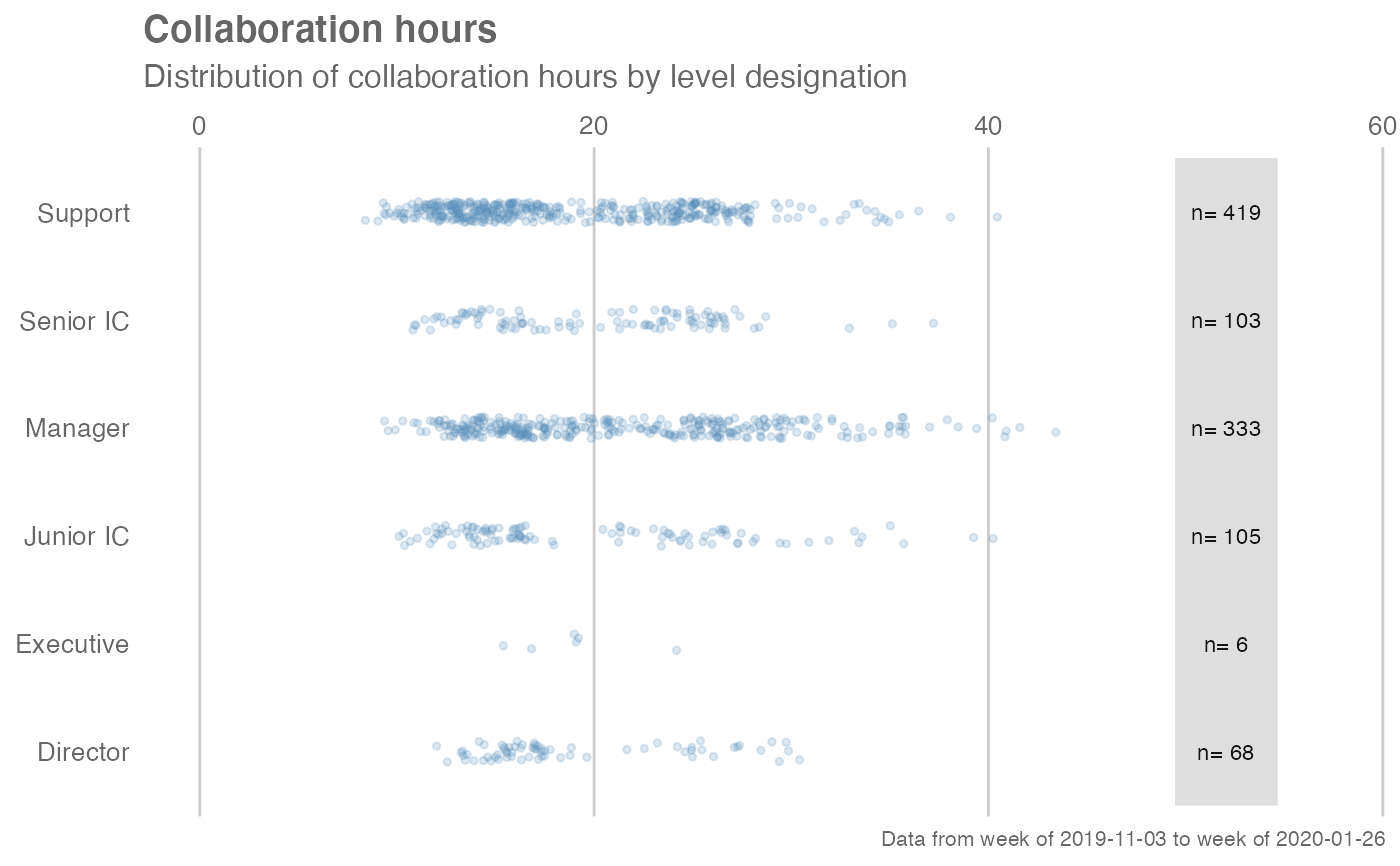 Collaboration hours
Distribution of collaboration hours by level designation
0 20 40 60
Support n= 419
Senior IC n= 103
Manager n= 333
Junior IC n= 105
Executive n= 6
Director n= 68
Data from week of 2019-11-03 to week of 2020-01-26